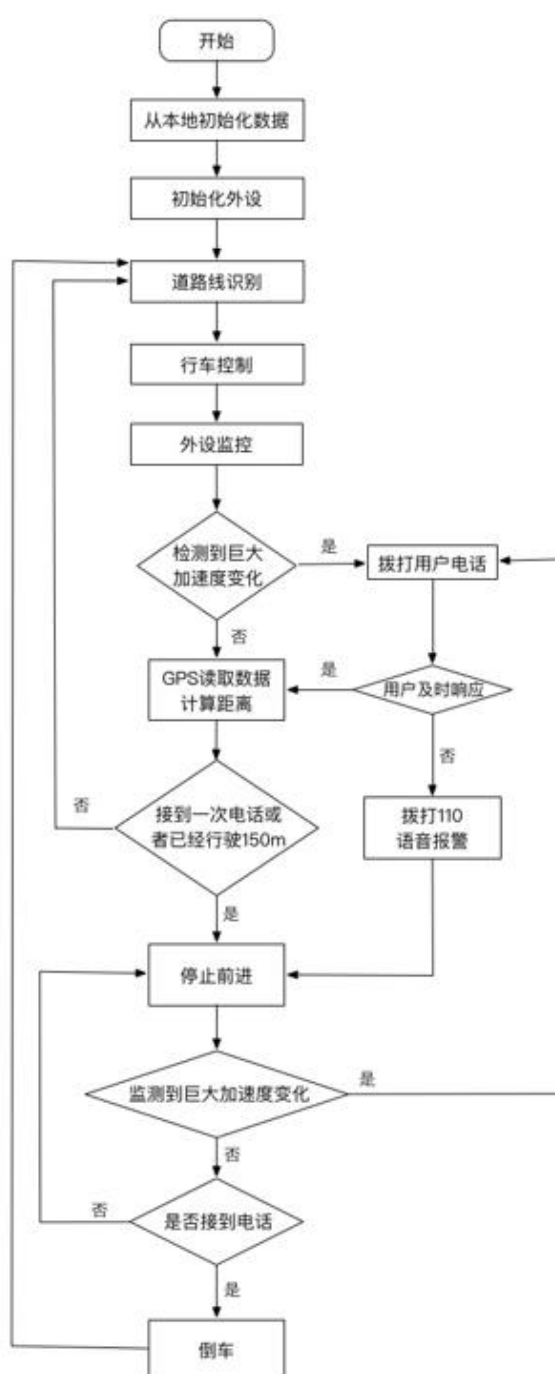 开始
从本地初始化数据
初始化外设
道路线识别
行车控制
外设监控
检测到巨大
加速度变化
是
拨打用户电话
否
GPS读取数据
计算距离
是
用户及时响应
否
否
接到一次电话或
者已经行驶150m
拨打110
语音报警
是
停止前进
监测到巨大加速度变化
是
否
否
是否接到电话
是
倒车